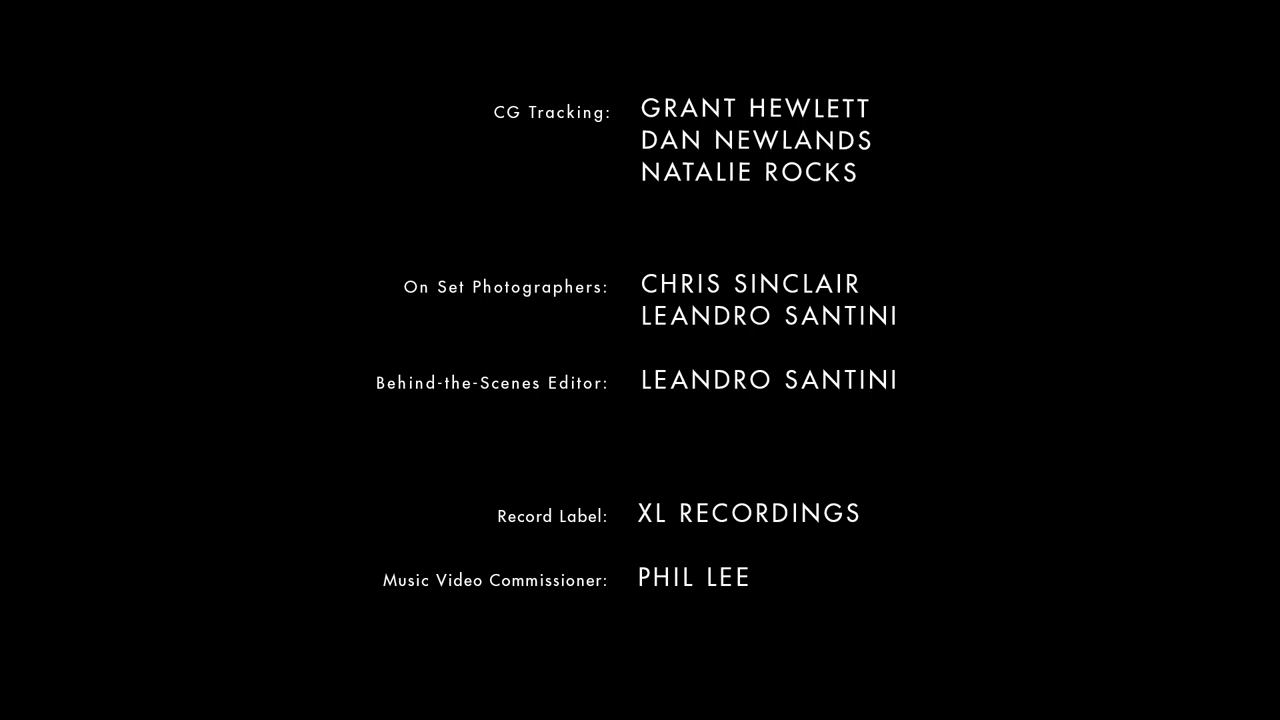 CG Tracking: GRANT HEWLETT
DAN NEWLANDS
NATALIE ROCKS
On Set Photographers: CHRIS SINCLAIR
LEANDRO SANTINI
Behind-the-Scenes Editor: LEANDRO SANTINI
Record Label: XL RECORDINGS
Music Video Commissioner: PHIL LEE